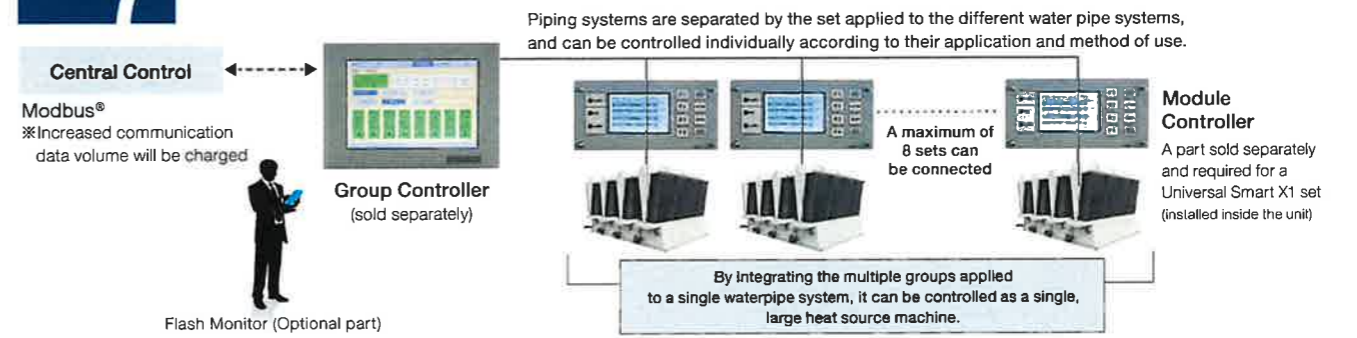 Piping systems are separated by the set applied to the different water pipe systems,
and can be controlled individually according to their application and method of use.
Central Control
Modbus®
※Increased communication
data volume will be charged
Group Controller
(sold separately)
Flash Monitor (Optional part)
A maximum of
8 sets can
be connected
Module
Controller
A part sold separately
and required for a
Universal Smart X1 set
(installed inside the unit)
By integrating the multiple groups applied
to a single waterpipe system, it can be controlled as a single,
large heat source machine.